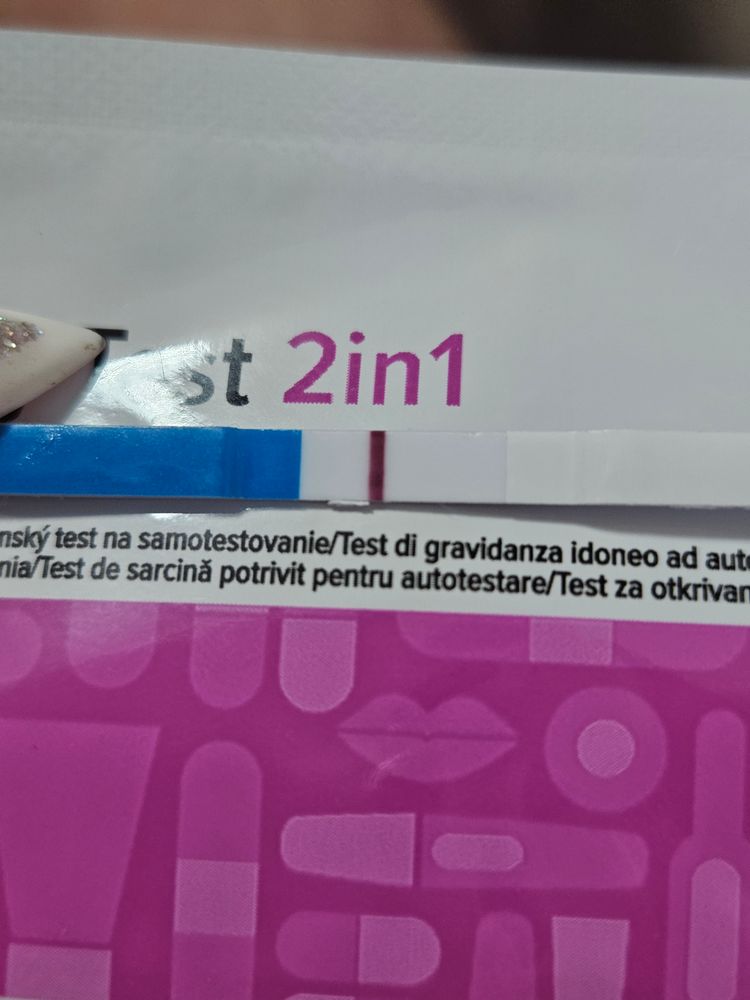 Test 2in1
nský test na samotestovanie/Test di gravidanza idoneo ad auto
nia/Test de sarcină potrivit pentru autotestare/Test za otkrivan